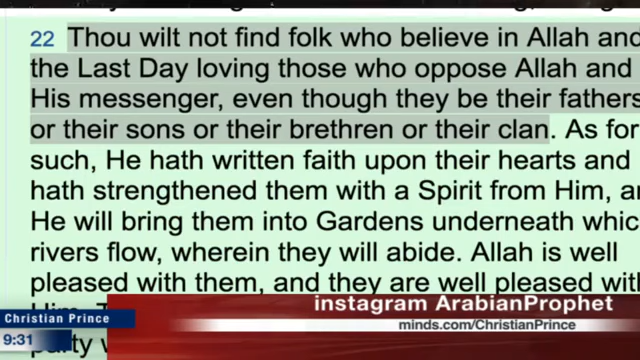 22 Thou wilt not find folk who believe in Allah and
the Last Day loving those who oppose Allah and
His messenger, even though they be their fathers
or their sons or their brethren or their clan. As for
such, He hath written faith upon their hearts and
hath strengthened them with a Spirit from Him, an
He will bring them into Gardens underneath whic
rivers flow, wherein they will abide. Allah is well
pleased with them, and they are well pleased with
instagram ArabianProphet
Christian Prince
minds.com/ChristianPrince
9:31